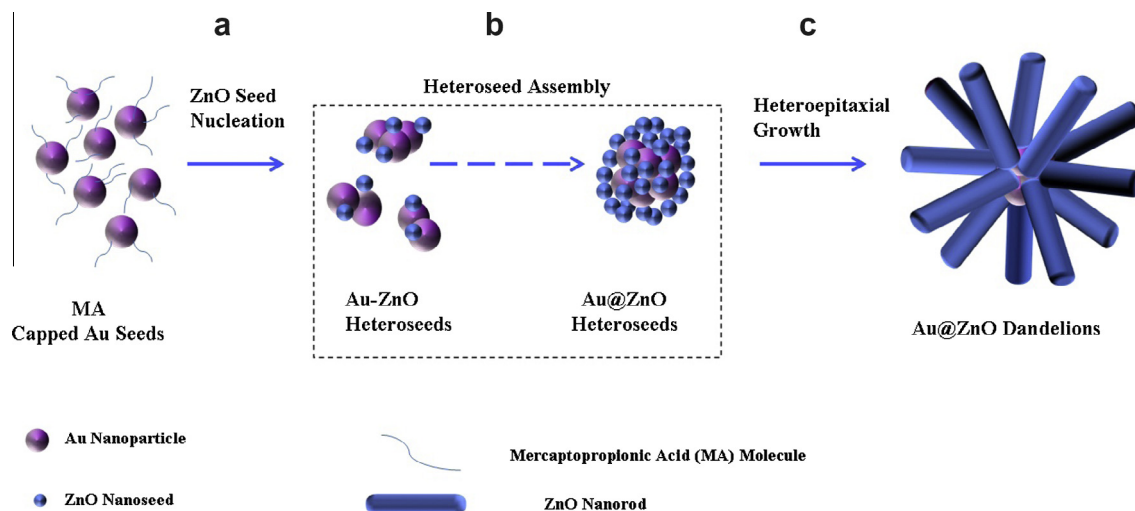 a
b
c
ZnO Seed
Nucleation
Heteroseed Assembly
Heteroepitaxial
Growth
MA
Capped Au Seeds
Au-ZnO
Heteroseeds
Au@ZnO
Heteroseeds
Au@ZnO Dandelions
Au Nanoparticle
Mercaptopropionic Acid (MA) Molecule
ZnO Nanoseed
ZnO Nanorod